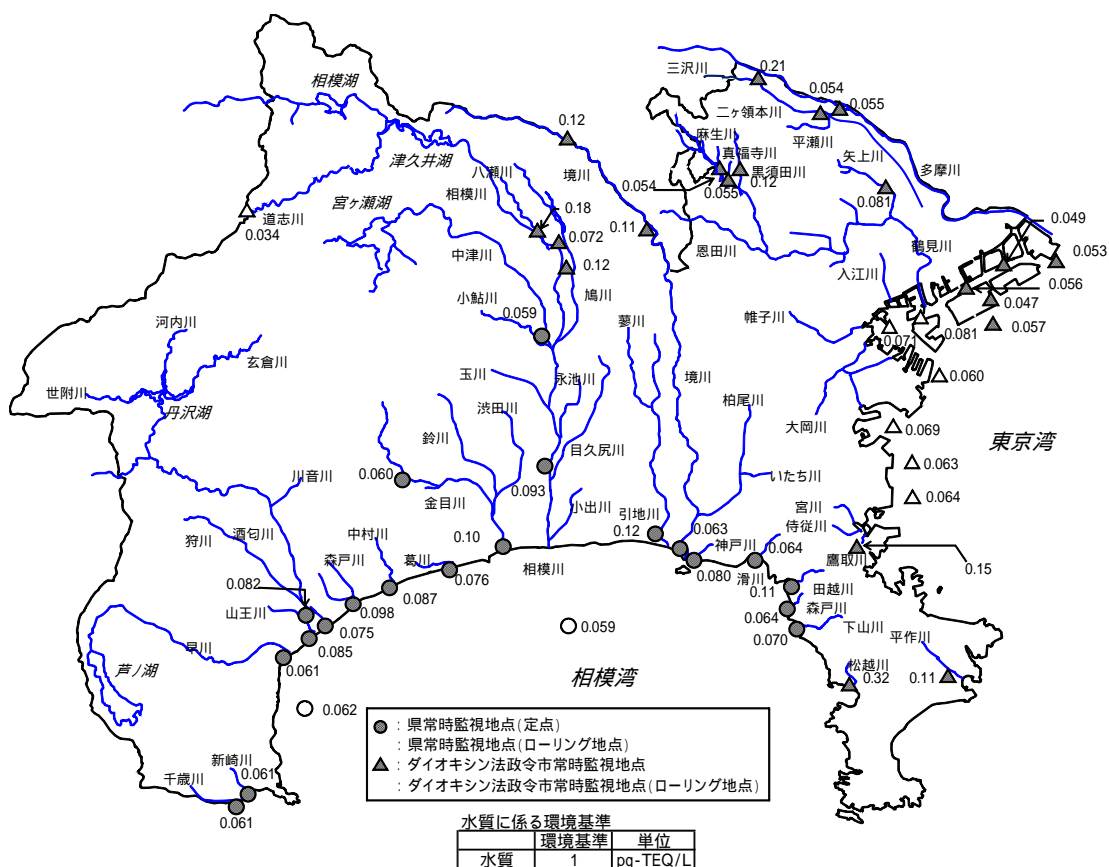 三沢川
0.21
0.054
0.055
相模湖
二ヶ領本川
平瀬川
0.12
麻生川
真福寺川
黒須田川
0.12
矢上川
多摩川
津久井湖
八瀬川
境川
0.054
0.055
0.081
宮ヶ瀬湖
相模川
0.18
道志川
0.034
0.072
0.11
0.049
中津川
0.12
恩田川
鶴見川
入江川
0.053
0.056
小鮎川
鳩川
0.047
0.059
帷子川
0.071
0.081
0.057
河内川
蓼川
玄倉川
0.060
世附川
玉川
永池川
境川
丹沢湖
渋田川
柏尾川
大岡川
0.069
東京湾
鈴川
目久尻川
0.063
川音川
0.060
0.093
いたち川
0.064
金目川
小出川
宮川
狩川
酒匂川
引地川
0.063
侍従川
中村川
0.10
0.12
神戸川
0.064
鷹取川
0.15
森戸川
葛川
相模川
0.080
滑川
0.082
0.076
0.11
田越川
0.087
山王川
0.098
0.064
森戸川
0.075
0.059
0.070
下山川
早川
0.085
平作川
0.061
松越川
芦ノ湖
相模湾
0.32
0.11
0.062
●：県常時監視地点(定点)
：県常時監視地点(ローリング地点)
新崎川
▲：ダイオキシン法政令市常時監視地点
千歳川
0.061
：ダイオキシン法政令市常時監視地点(ローリング地点)
0.061
水質に係る環境基準
環境基準 単位
水質 1 pg-TEQ/L